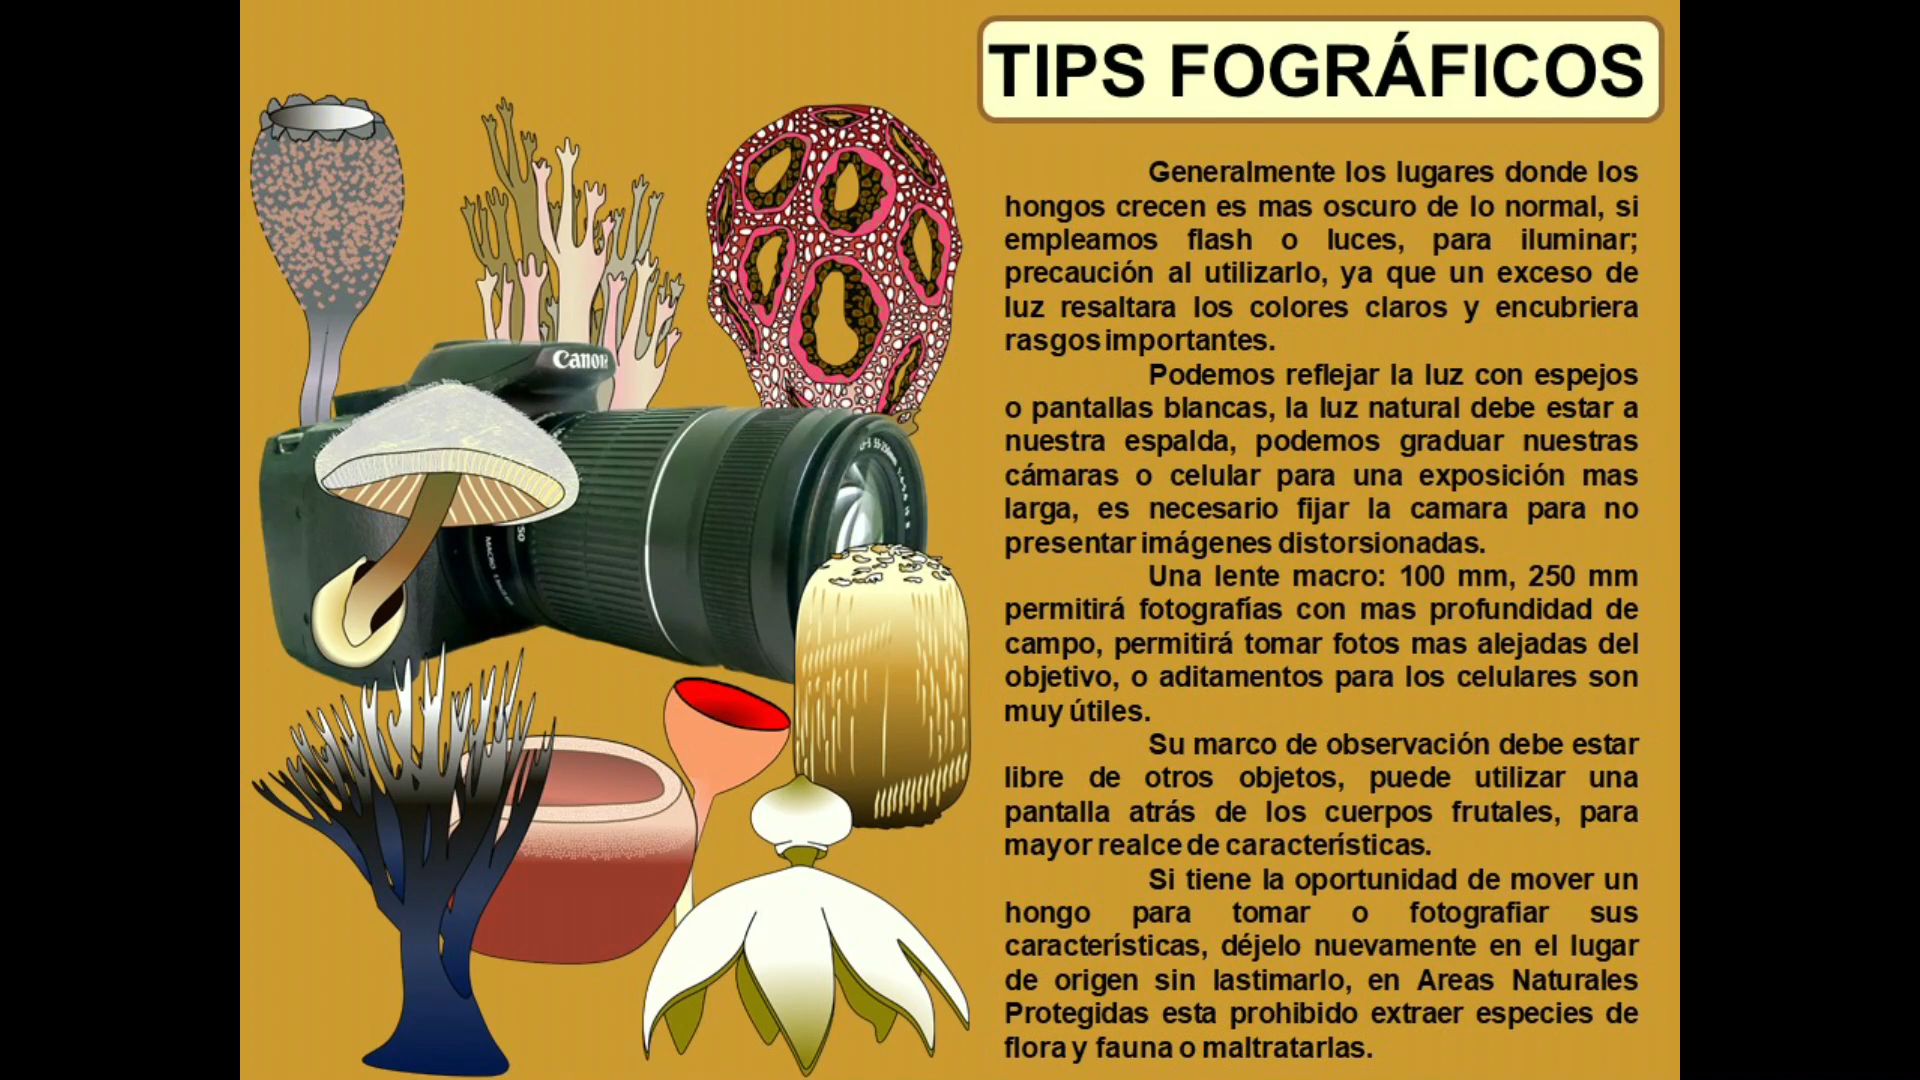 TIPS FOGRÁFICOS
Generalmente los lugares donde los
hongos crecen es mas oscuro de lo normal, si
empleamos flash o luces, para iluminar;
precaución al utilizarlo, ya que un exceso de
luz resaltara los colores claros y encubriera
rasgos importantes.
Podemos reflejar la luz con espejos
o pantallas blancas, la luz natural debe estar a
nuestra espalda, podemos graduar nuestras
cámaras o celular para una exposición mas
larga, es necesario fijar la camara para no
presentar imágenes distorsionadas.
Una lente macro: 100 mm, 250 mm
permitirá fotografías con mas profundidad de
campo, permitirá tomar fotos mas alejadas del
objetivo, o aditamentos para los celulares son
muy útiles.
Su marco de observación debe estar
libre de otros objetos, puede utilizar una
pantalla atrás de los cuerpos frutales, para
mayor realce de características.
Si tiene la oportunidad de mover un
hongo para tomar o fotografiar sus
características, déjelo nuevamente en el lugar
de origen sin lastimarlo, en Areas Naturales
Protegidas esta prohibido extraer especies de
flora y fauna o maltratarlas.
Canon
MACRO